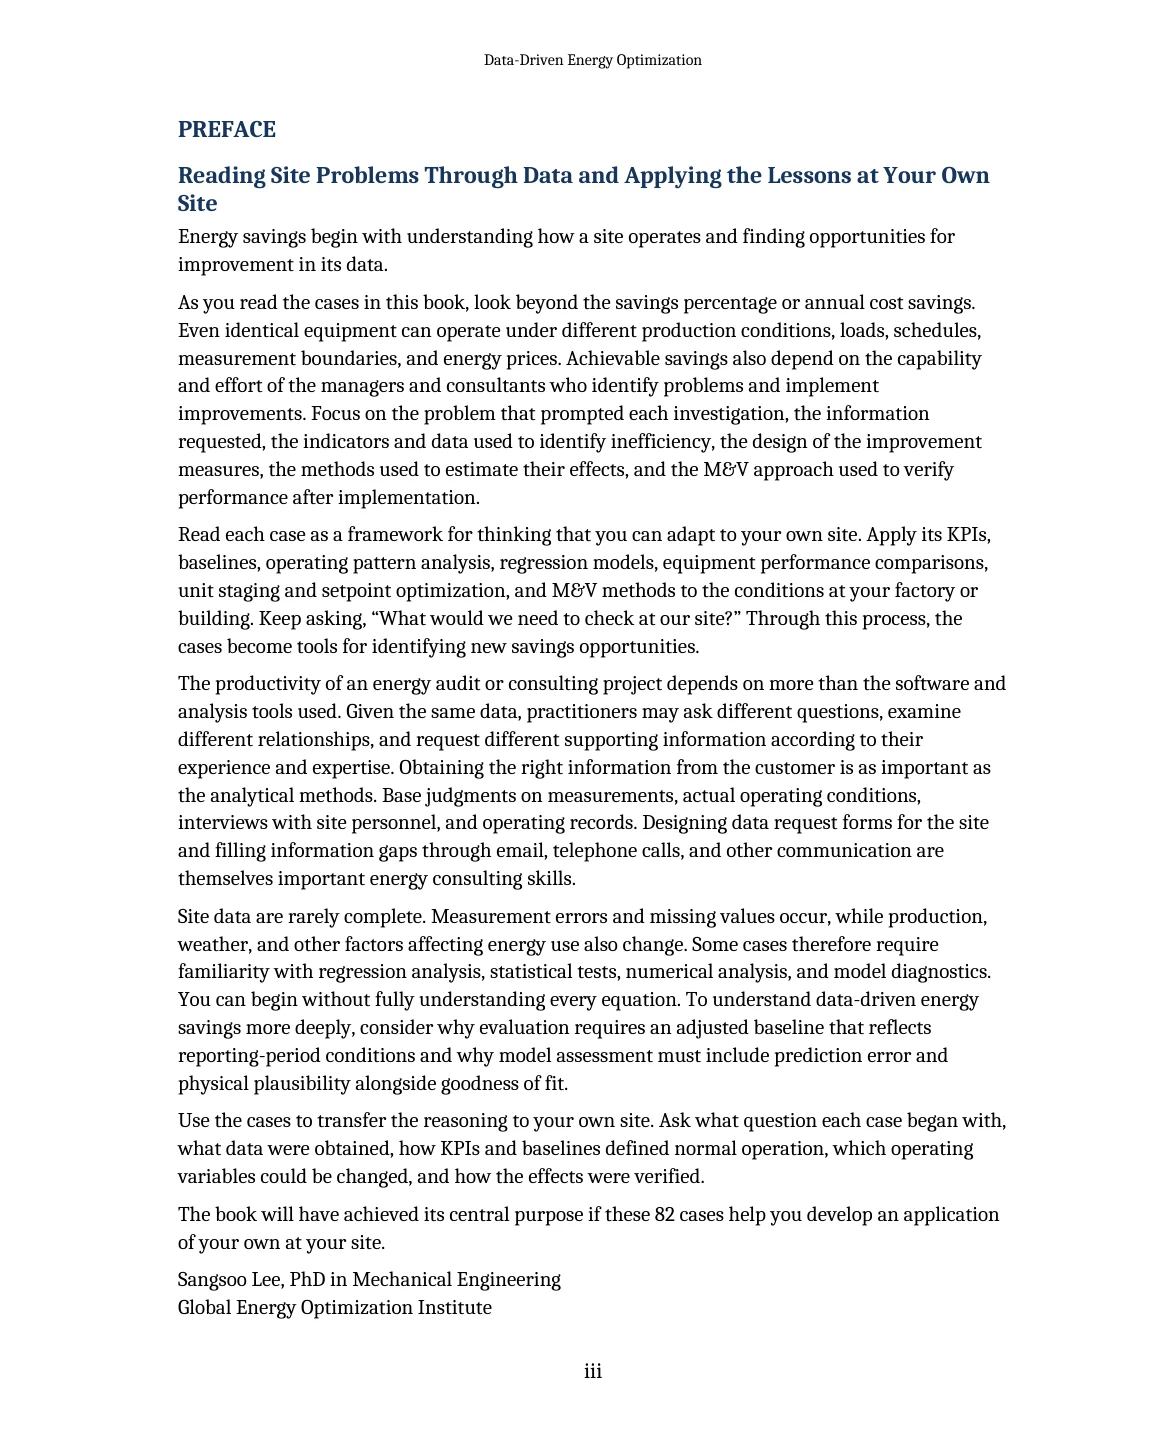 Data-Driven Energy Optimization
PREFACE
Reading Site Problems Through Data and Applying the Lessons at Your Own
Site
Energy savings begin with understanding how a site operates and finding opportunities for
improvement in its data.
As you read the cases in this book, look beyond the savings percentage or annual cost savings.
Even identical equipment can operate under different production conditions, loads, schedules,
measurement boundaries, and energy prices. Achievable savings also depend on the capability
and effort of the managers and consultants who identify problems and implement
improvements. Focus on the problem that prompted each investigation, the information
requested, the indicators and data used to identify inefficiency, the design of the improvement
measures, the methods used to estimate their effects, and the M&V approach used to verify
performance after implementation.
Read each case as a framework for thinking that you can adapt to your own site. Apply its KPIs,
baselines, operating pattern analysis, regression models, equipment performance comparisons,
unit staging and setpoint optimization, and M&V methods to the conditions at your factory or
building. Keep asking, “What would we need to check at our site?” Through this process, the
cases become tools for identifying new savings opportunities.
The productivity of an energy audit or consulting project depends on more than the software and
analysis tools used. Given the same data, practitioners may ask different questions, examine
different relationships, and request different supporting information according to their
experience and expertise. Obtaining the right information from the customer is as important as
the analytical methods. Base judgments on measurements, actual operating conditions,
interviews with site personnel, and operating records. Designing data request forms for the site
and filling information gaps through email, telephone calls, and other communication are
themselves important energy consulting skills.
Site data are rarely complete. Measurement errors and missing values occur, while production,
weather, and other factors affecting energy use also change. Some cases therefore require
familiarity with regression analysis, statistical tests, numerical analysis, and model diagnostics.
You can begin without fully understanding every equation. To understand data-driven energy
savings more deeply, consider why evaluation requires an adjusted baseline that reflects
reporting-period conditions and why model assessment must include prediction error and
physical plausibility alongside goodness of fit.
Use the cases to transfer the reasoning to your own site. Ask what question each case began with,
what data were obtained, how KPIs and baselines defined normal operation, which operating
variables could be changed, and how the effects were verified.
The book will have achieved its central purpose if these 82 cases help you develop an application
of your own at your site.
Sangsoo Lee, PhD in Mechanical Engineering
Global Energy Optimization Institute
iii